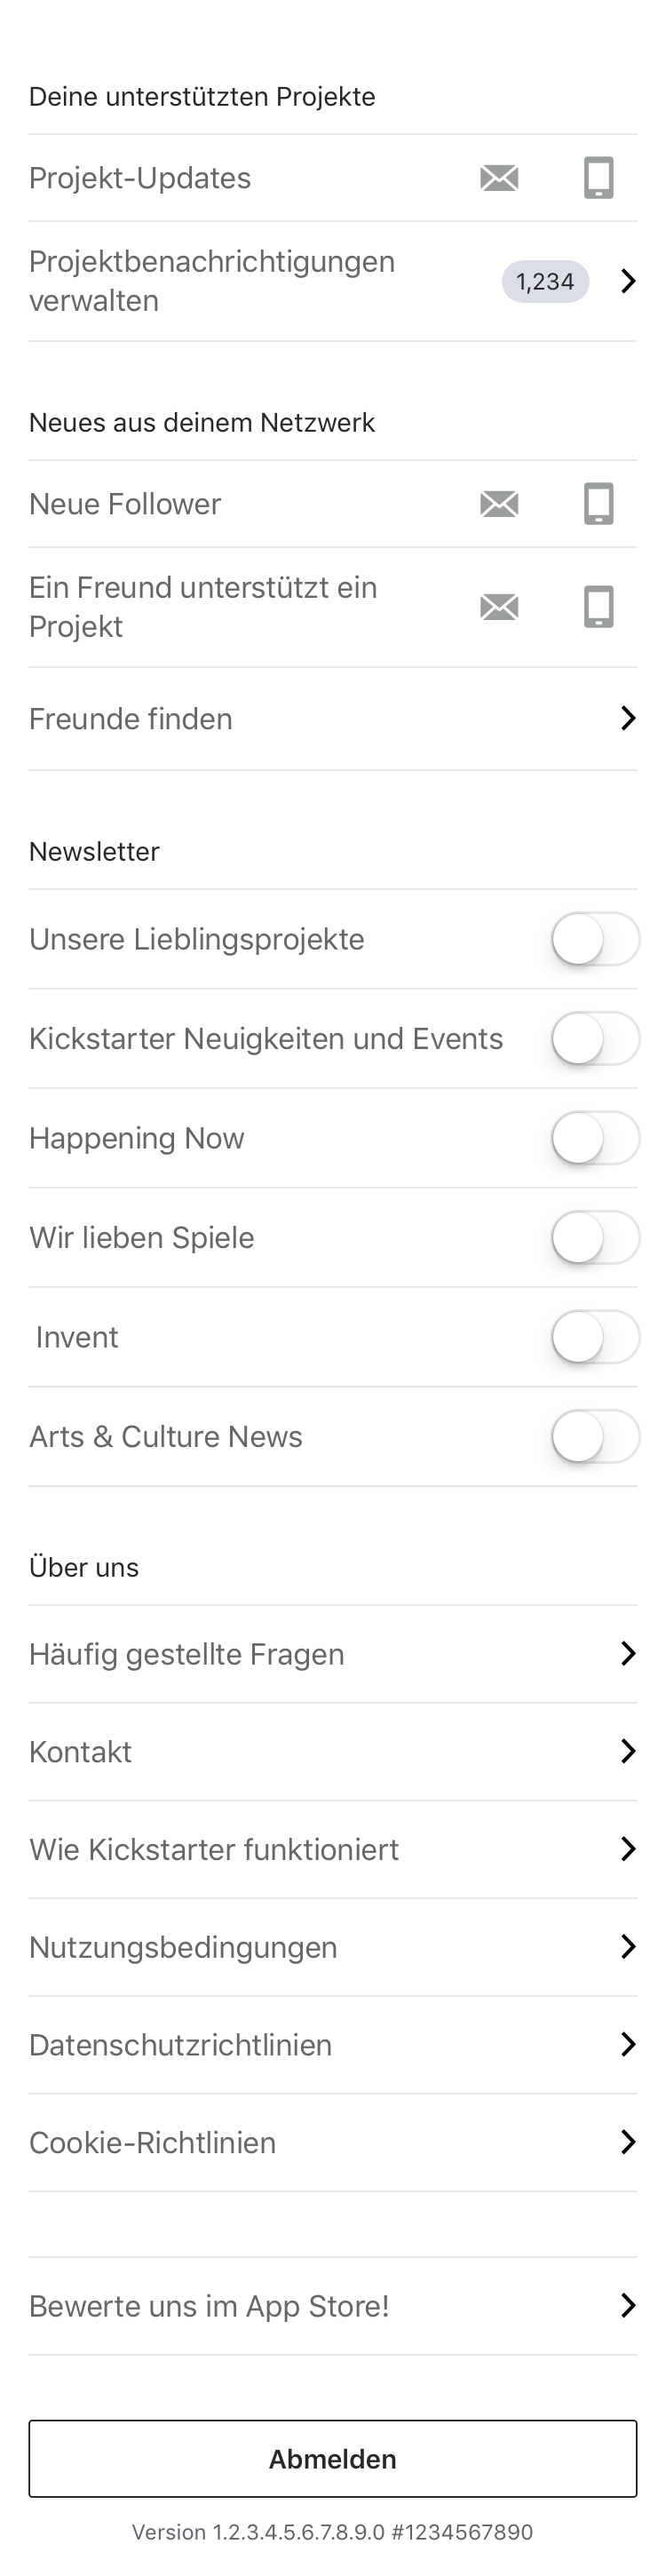 Deine unterstützten Projekte
Projekt-Updates
Projektbenachrichtigungen
verwalten
1,234
Neues aus deinem Netzwerk
Neue Follower
Ein Freund unterstützt ein
Projekt
Freunde finden
Newsletter
Unsere Lieblingsprojekte
Kickstarter Neuigkeiten und Events
Happening Now
Wir lieben Spiele
Invent
Arts & Culture News
Über uns
Häufig gestellte Fragen
Kontakt
Wie Kickstarter funktioniert
Nutzungsbedingungen
Datenschutzrichtlinien
Cookie-Richtlinien
Bewerte uns im App Store!
Abmelden
Version 1.2.3.4.5.6.7.8.9.0 #1234567890